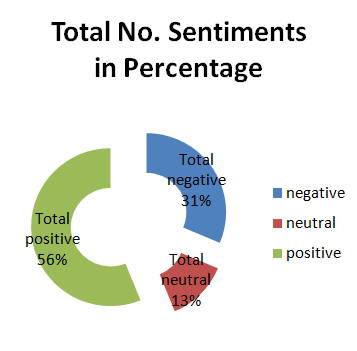 Total No. Sentiments
in Percentage
Total
negative
31%
Total
positive
56%
Total
neutral
13%
negative
neutral
positive